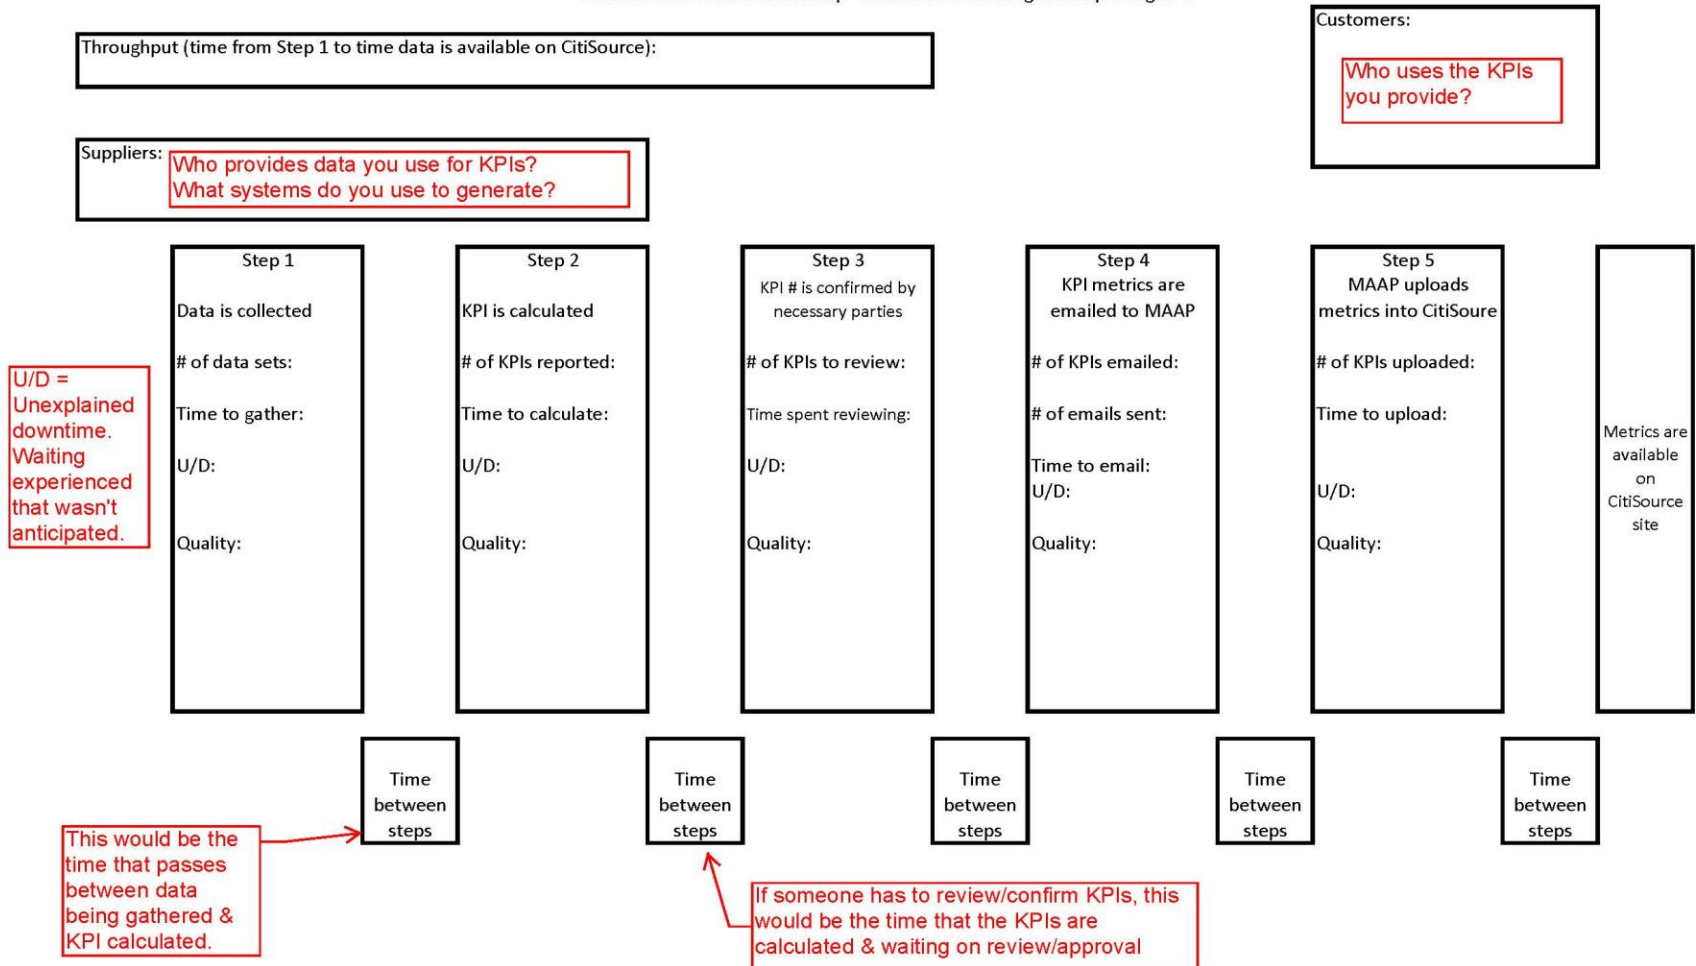 Customers:
Throughput (time from Step 1 to time data is available on CitiSource):
Who uses the KPIs
you provide?
Suppliers:
Who provides data you use for KPIs?
What systems do you use to generate?
Step 1
Data is collected
# of data sets:
Time to gather:
U/D:
Quality:
Step 2
KPI is calculated
# of KPIs reported:
Time to calculate:
U/D:
Quality:
Step 3
KPI # is confirmed by
necessary parties
# of KPIs to review:
Time spent reviewing:
U/D:
Quality:
Step 4
KPI metrics are
emailed to MAAP
# of KPIs emailed:
# of emails sent:
Time to email:
U/D:
Quality:
Step 5
MAAP uploads
metrics into CitiSoure
# of KPIs uploaded:
Time to upload:
U/D:
Quality:
Metrics are
available
on
CitiSource
site
U/D =
Unexplained
downtime.
Waiting
experienced
that wasn't
anticipated.
Time
between
steps
Time
between
steps
Time
between
steps
Time
between
steps
Time
between
steps
This would be the
time that passes
between data
being gathered &
KPI calculated.
If someone has to review/confirm KPIs, this
would be the time that the KPIs are
calculated & waiting on review/approval